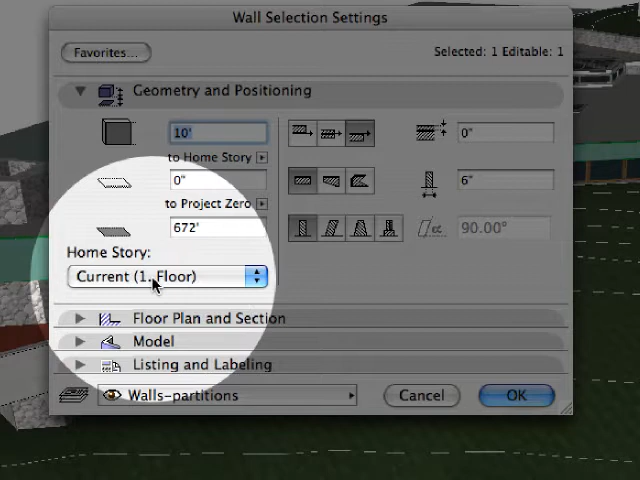 Wall Selection Settings
Favorites...
Selected: 1 Editable: 1
Geometry and Positioning
10'
0"
to Home Story
0"
6"
to Project Zero
672'
α
90.00°
Home Story:
Current (1. Floor)
Floor Plan and Section
Model
Listing and Labeling
Walls-partitions
Cancel
OK